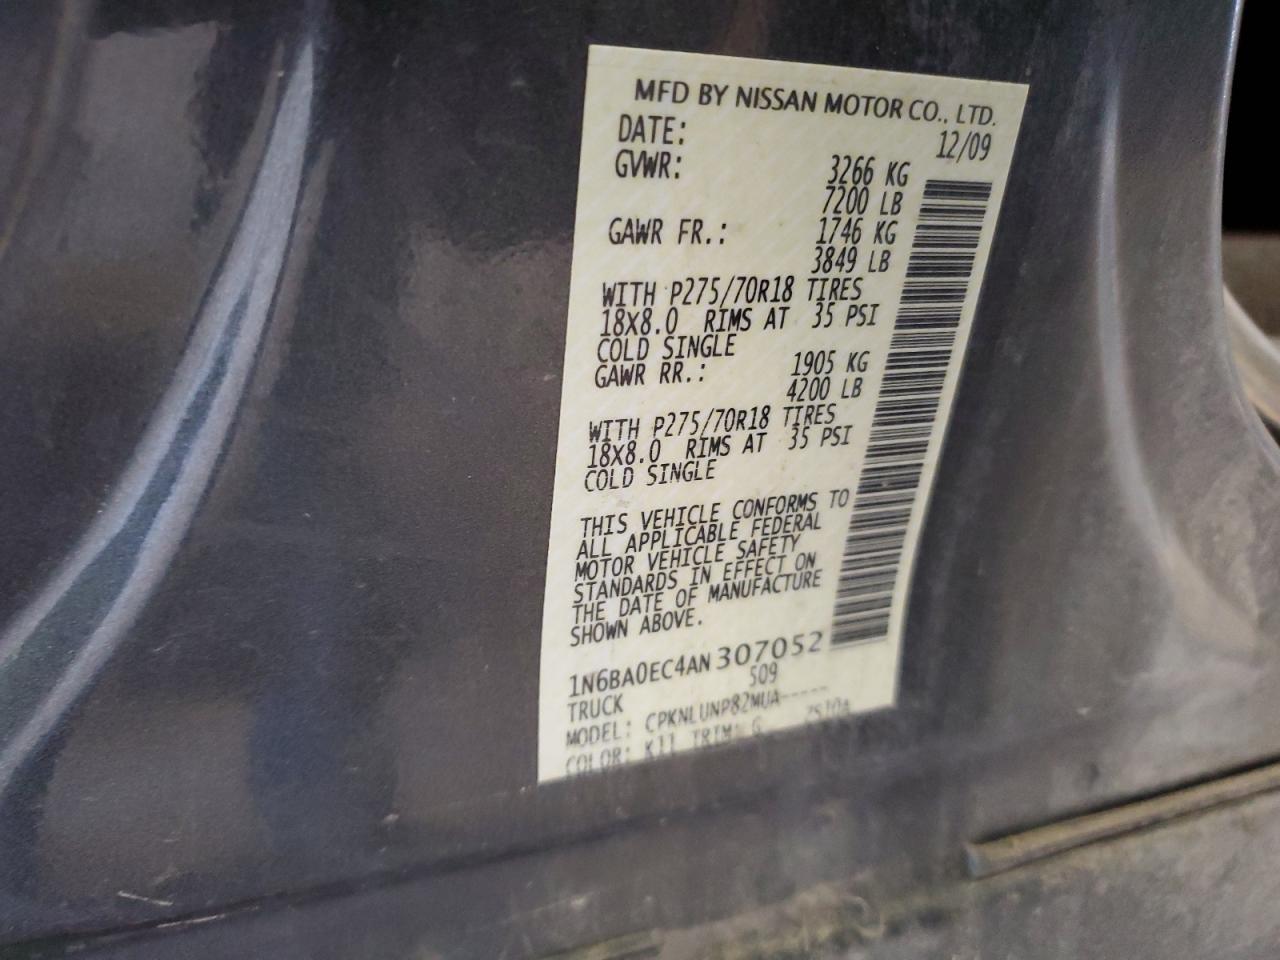 MFD BY NISSAN MOTOR CO., LTD.
DATE: 12/09
GVWR: 3266 KG
7200 LB
GAWR FR.: 1746 KG
3849 LB
WITH P275/70R18 TIRES
18X8.0 RIMS AT 35 PSI
COLD SINGLE
GAWR RR.: 1905 KG
4200 LB
WITH P275/70R18 TIRES
18X8.0 RIMS AT 35 PSI
COLD SINGLE
THIS VEHICLE CONFORMS TO
ALL APPLICABLE FEDERAL
MOTOR VEHICLE SAFETY
STANDARDS IN EFFECT ON
THE DATE OF MANUFACTURE
SHOWN ABOVE.
1N6BA0EC4AN307052
TRUCK 509
MODEL: CPKNLUNP82MUA-----
COLOR: K11 TRIM: G